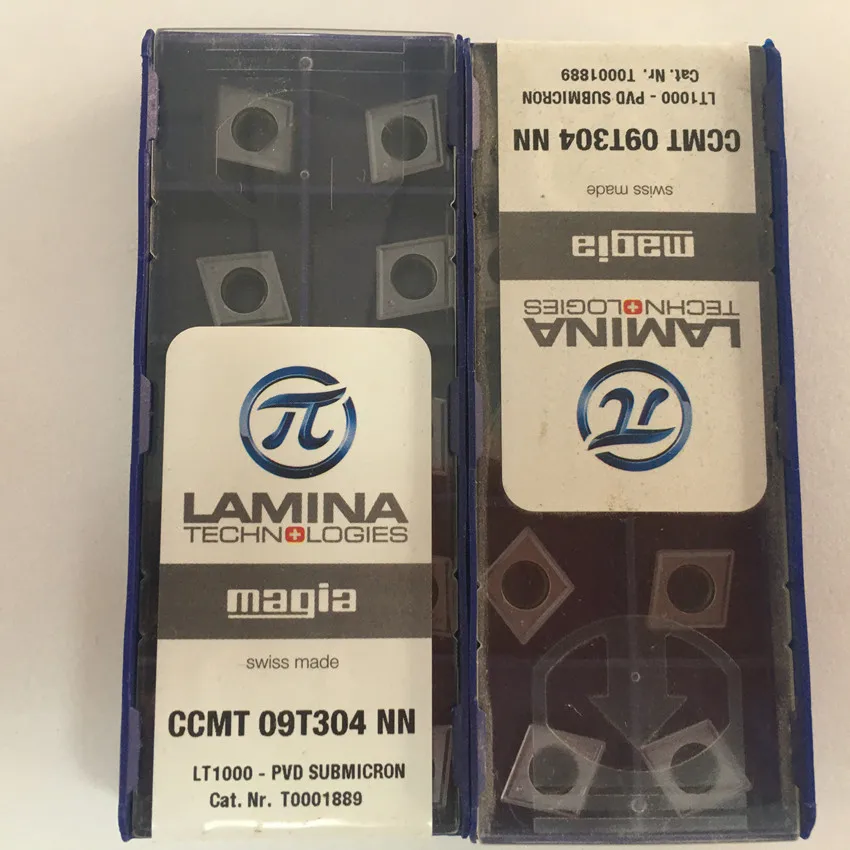 π
LAMINA
TECHNOLOGIES
magia
swiss made
CCMT 09T304 NN
LT1000 - PVD SUBMICRON
Cat. Nr. T0001889
π
LAMINA
TECHNOLOGIES
magia
swiss made
CCMT 09T304 NN
LT1000 - PVD SUBMICRON
Cat. Nr. T0001889